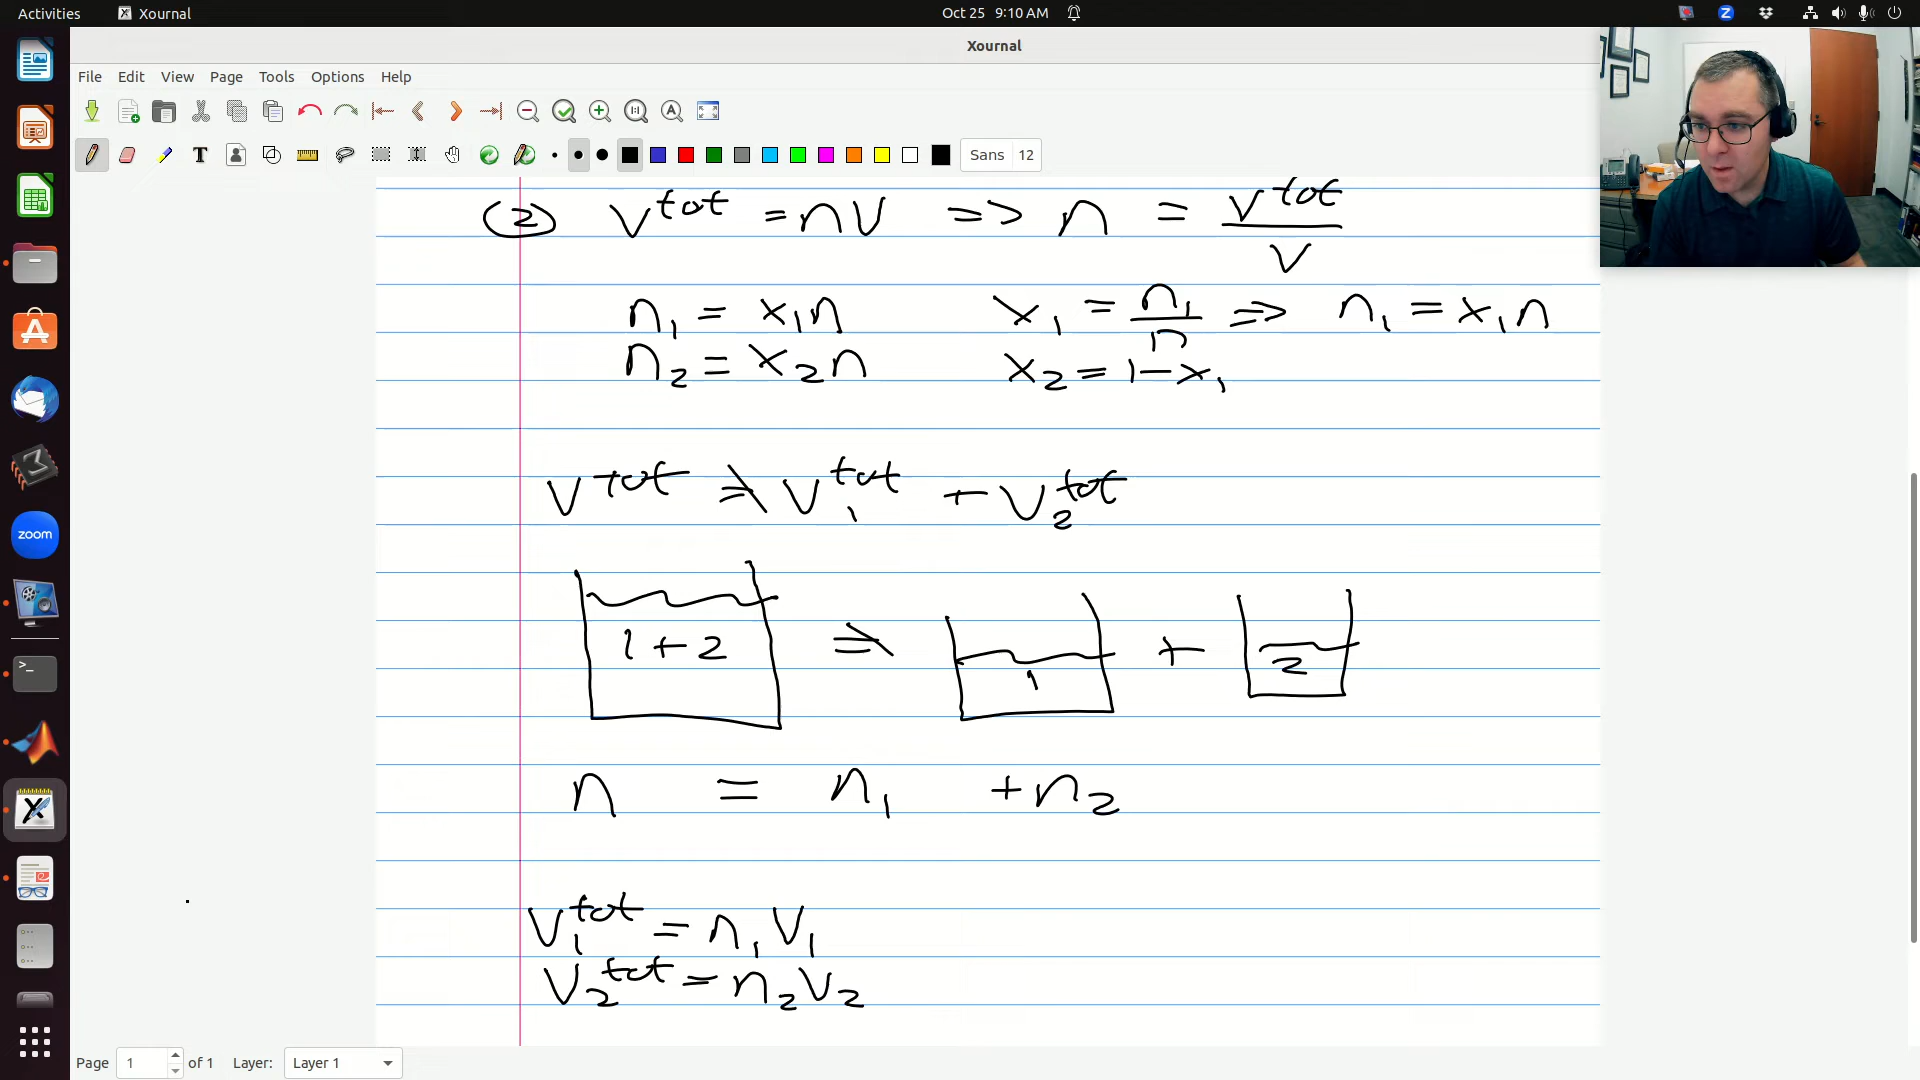 Activities Xournal Oct 25 9:10 AM
Xournal
File Edit View Page Tools Options Help
Sans 12
(2) V^tot = nV => n = V^tot / V
n₁ = x₁n x₁ = n₁/n => n₁ = x₁n
n₂ = x₂n x₂ = 1 - x₁
V^tot ≠ V₁^tot + V₂^tot
1 + 2 ≠ 1 + 2
n = n₁ + n₂
V₁^tot = n₁V₁
V₂^tot = n₂V₂
zoom
Page 1 of 1 Layer: Layer 1